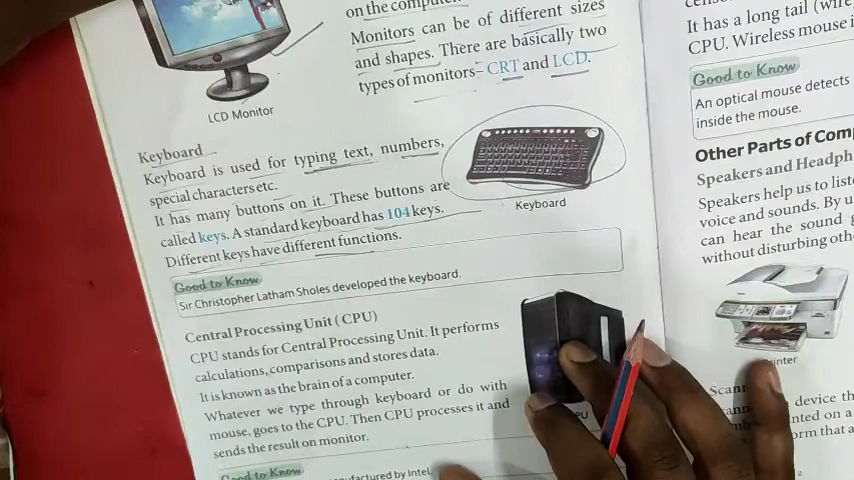 on the
Monitors can be of different sizes
and shapes. There are basically two
types of monitors– CRT and LCD.
LCD Monitor
Keyboard
Keyboard is used for typing text, numbers,
special characters etc.
It has many buttons on it. These buttons are
called keys. A standard keyboard has 104 keys.
Different keys have different functions.
Keyboard
Good to Know
Sir Christopher Latham Sholes developed the keyboard.
Central Processing Unit (CPU)
CPU stands for Central Processing Unit. It performs
calculations, comparisons and stores data.
It is known as the brain of a computer.
Whatever we type through keyboard or do with
mouse, goes to the CPU. Then CPU processes it and
sends the result on monitor.
Good to Know
by Intel
It has a long tail (wire
CPU. Wireless mouse i
Good to Know
An optical mouse detects
inside the mouse.
Other Parts of Com
Speakers and Headph
Speakers help us to liste
voice and sounds. By u
can hear the sound
without disturbing oth
device th